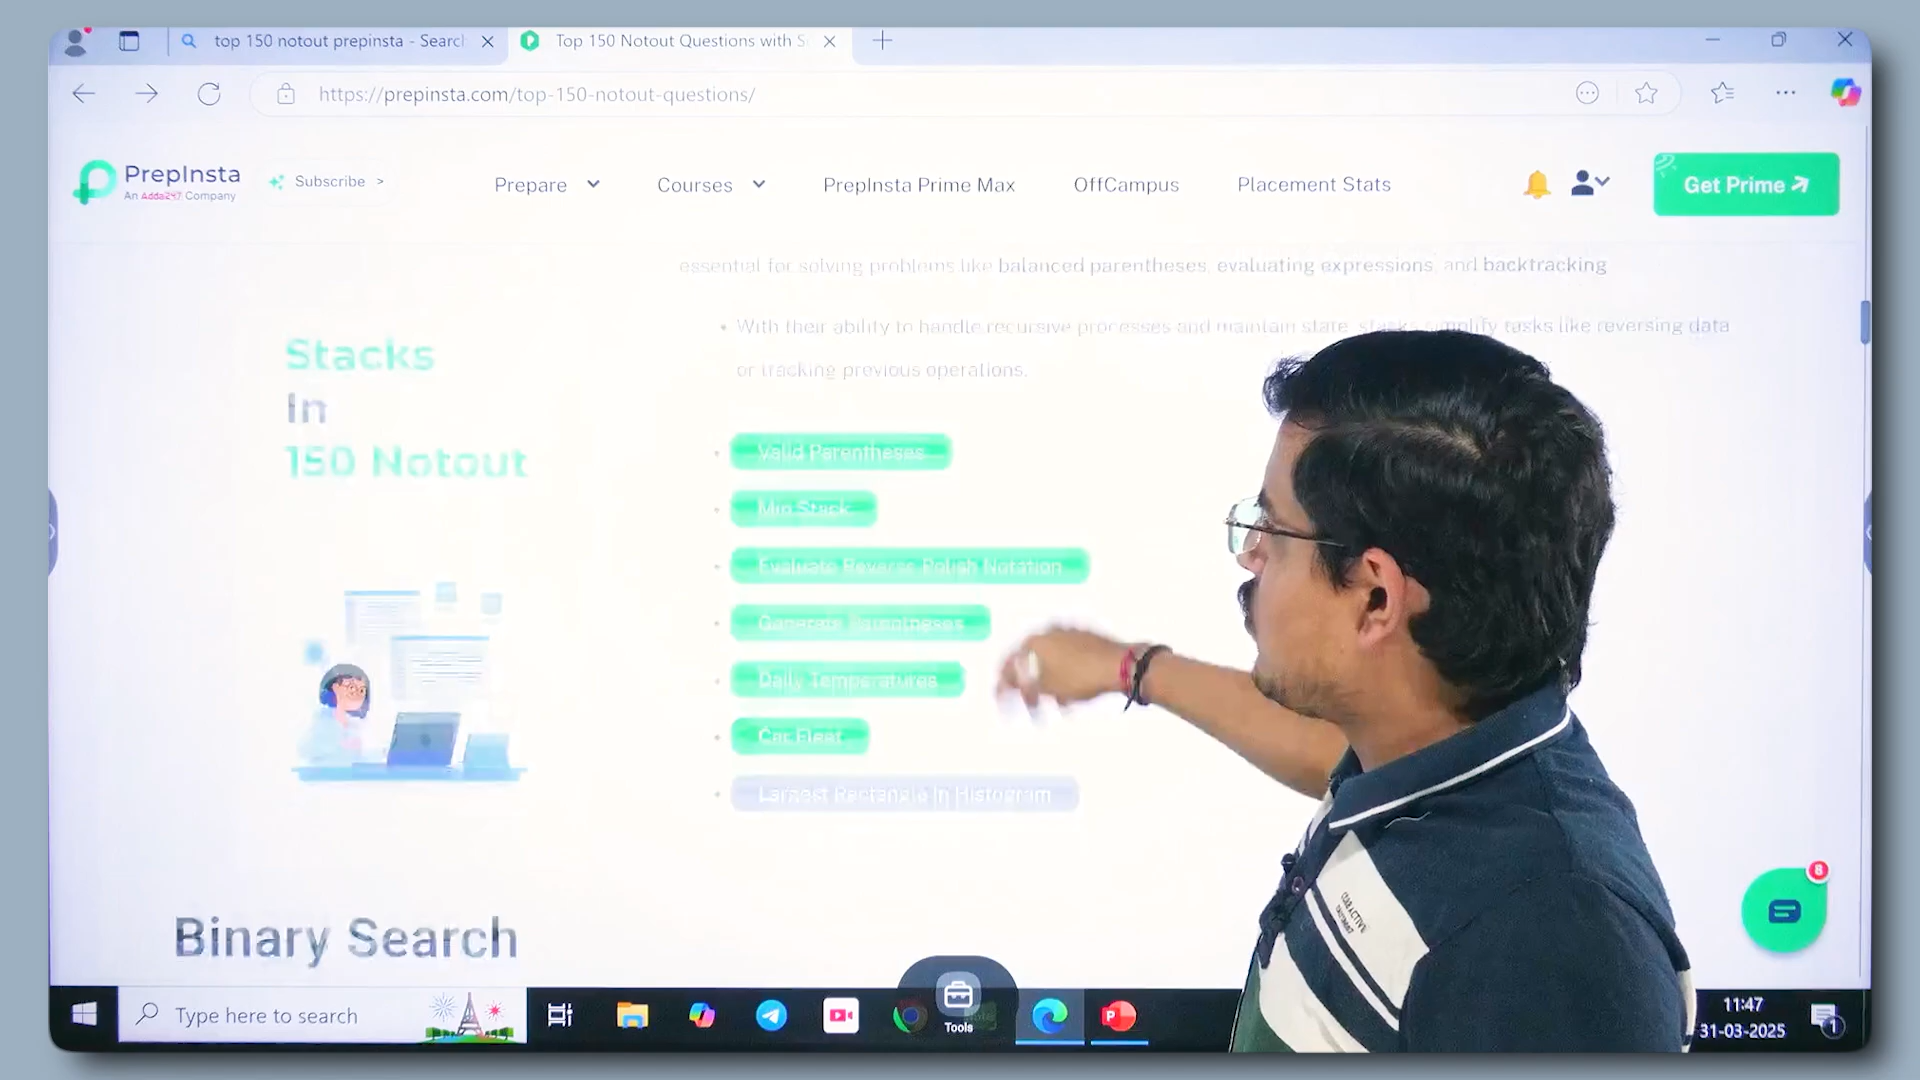 top 150 notout prepinsta - Search
Top 150 Notout Questions with S
https://prepinsta.com/top-150-notout-questions/
PrepInsta
An Adda247 Company
Subscribe >
Prepare
Courses
PrepInsta Prime Max
OffCampus
Placement Stats
Get Prime
essential for solving problems like balanced parentheses, evaluating expressions, and backtracking
• With their ability to handle recursive processes and maintain state, stacks simplify tasks like reversing data
or tracking previous operations.
Stacks
In
150 Notout
Valid Parentheses
Min Stack
Evaluate Reverse Polish Notation
Generate Parentheses
Daily Temperatures
Car Fleet
Largest Rectangle In Histogram
Binary Search
8
Type here to search
Tools
11:47
31-03-2025
1